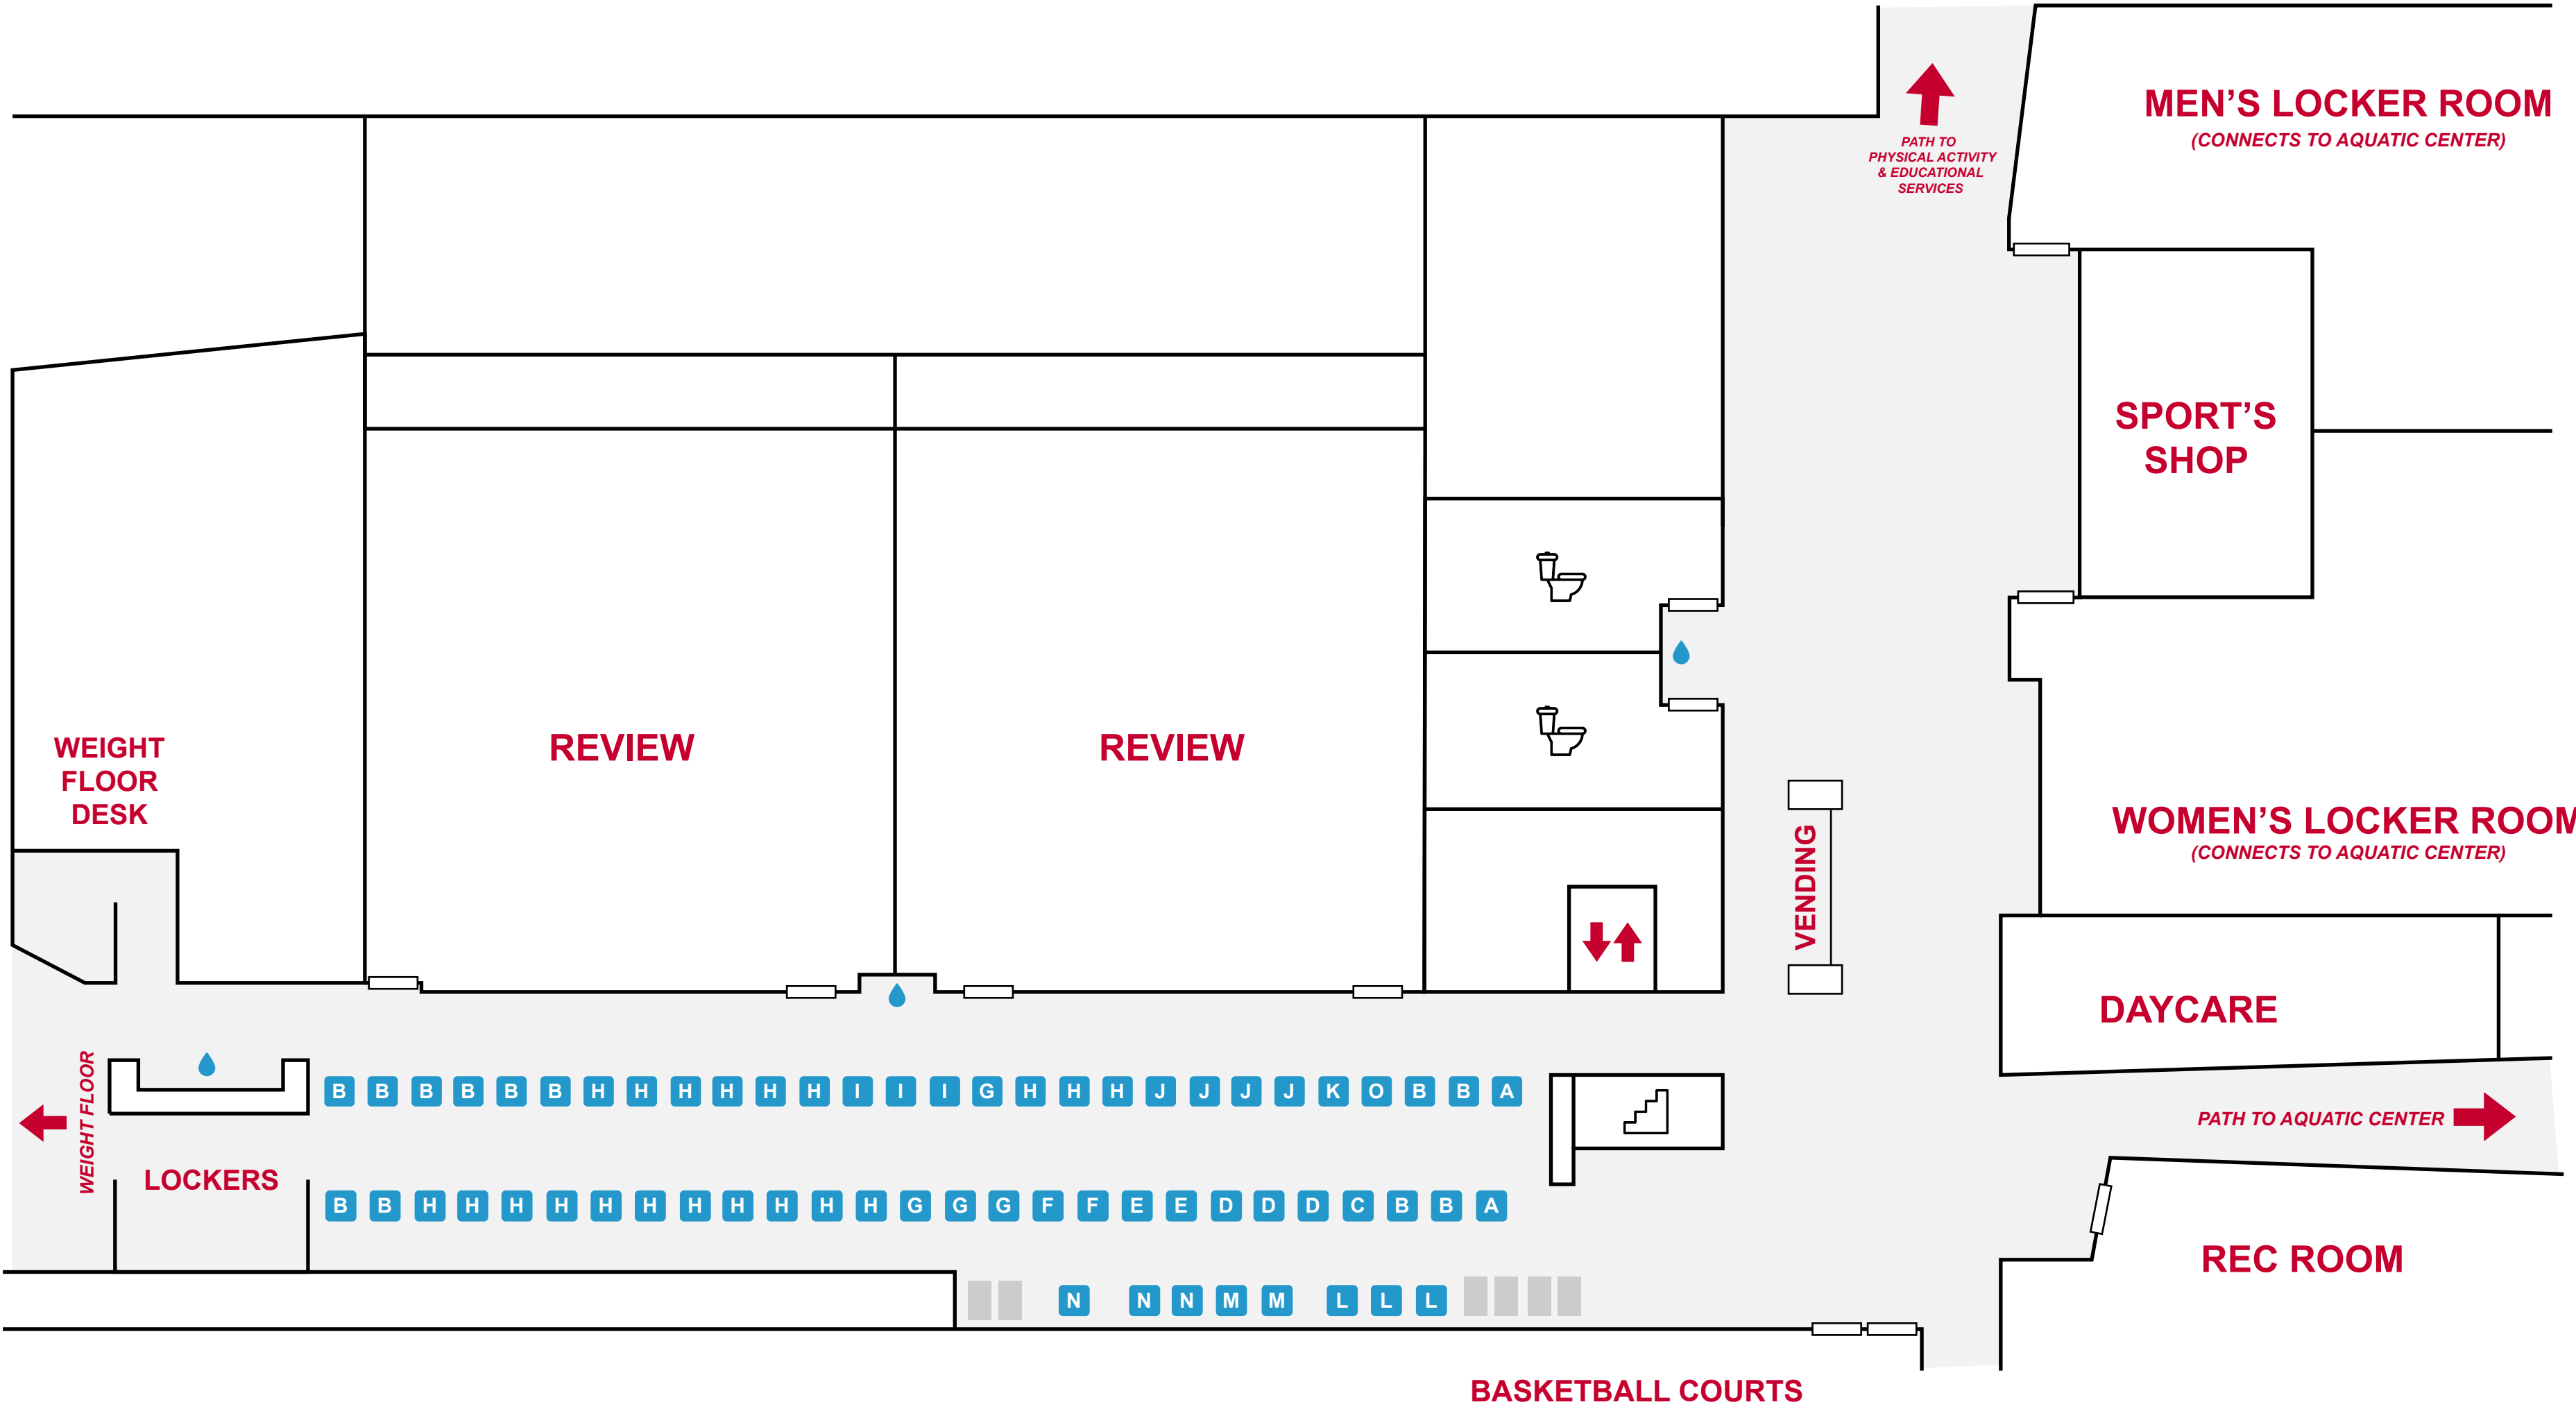 MEN’S LOCKER ROOM
(CONNECTS TO AQUATIC CENTER)
PATH TO
PHYSICAL ACTIVITY
& EDUCATIONAL
SERVICES
SPORT’S
SHOP
WEIGHT
FLOOR
DESK
REVIEW
REVIEW
VENDING
WOMEN’S LOCKER ROOM
(CONNECTS TO AQUATIC CENTER)
DAYCARE
WEIGHT FLOOR
B B B B B B H H H H H H I I I G H H H J J J J K O B B A
PATH TO AQUATIC CENTER
LOCKERS
B B H H H H H H H H H H H G G G F F E E D D D C B B A
REC ROOM
N N N M M L L L
BASKETBALL COURTS